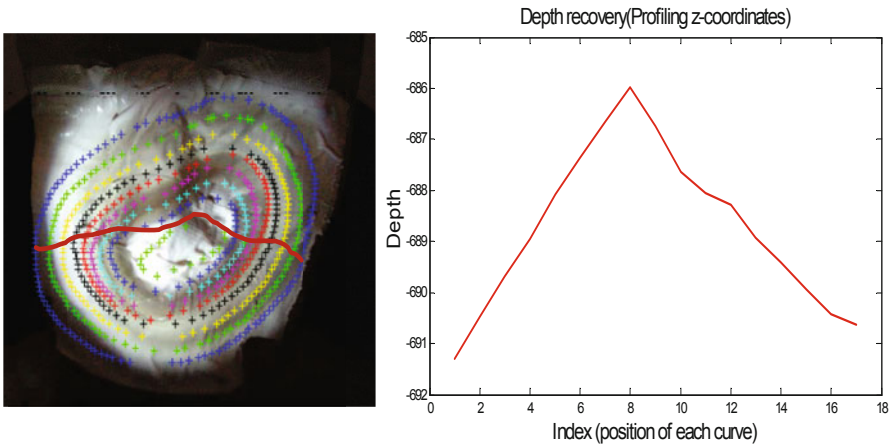 Depth recovery(Profiling z-coordinates)
-685
-686
-687
-688
-689
-690
-691
-692
Depth
0 2 4 6 8 10 12 14 16 18
Index (position of each curve)